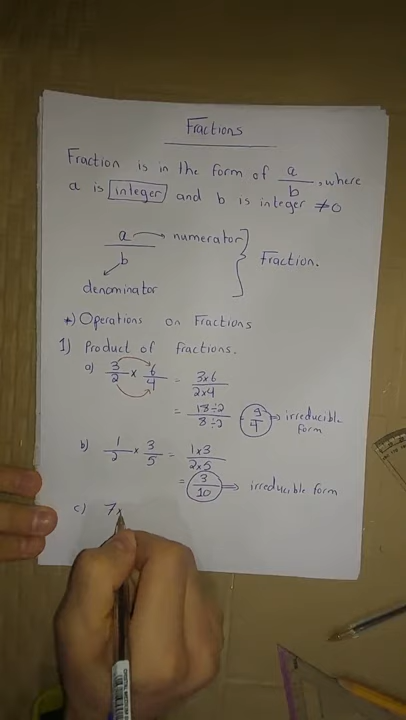 Fractions
Fraction is in the form of a/b, where
a is integer and b is integer ≠0
a → numerator
b
Fraction.
denominator
*) Operations on Fractions
1) Product of fractions.
a) 3/2 × 6/4 = 3×6/2×4
= 18÷2/8÷2 = 9/4 ⇒ irreducible form
b) 1/2 × 3/5 = 1×3/2×5
= 3/10 ⇒ irreducible form
c) 7×